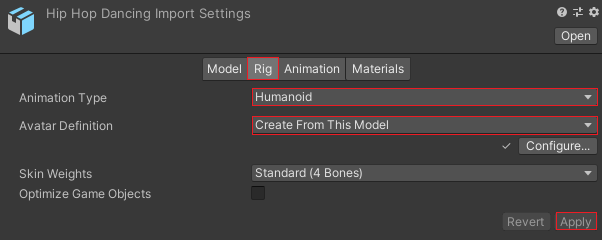 Hip Hop Dancing Import Settings
Open
Model Rig Animation Materials
Animation Type Humanoid
Avatar Definition Create From This Model
Configure...
Skin Weights Standard (4 Bones)
Optimize Game Objects
Revert Apply